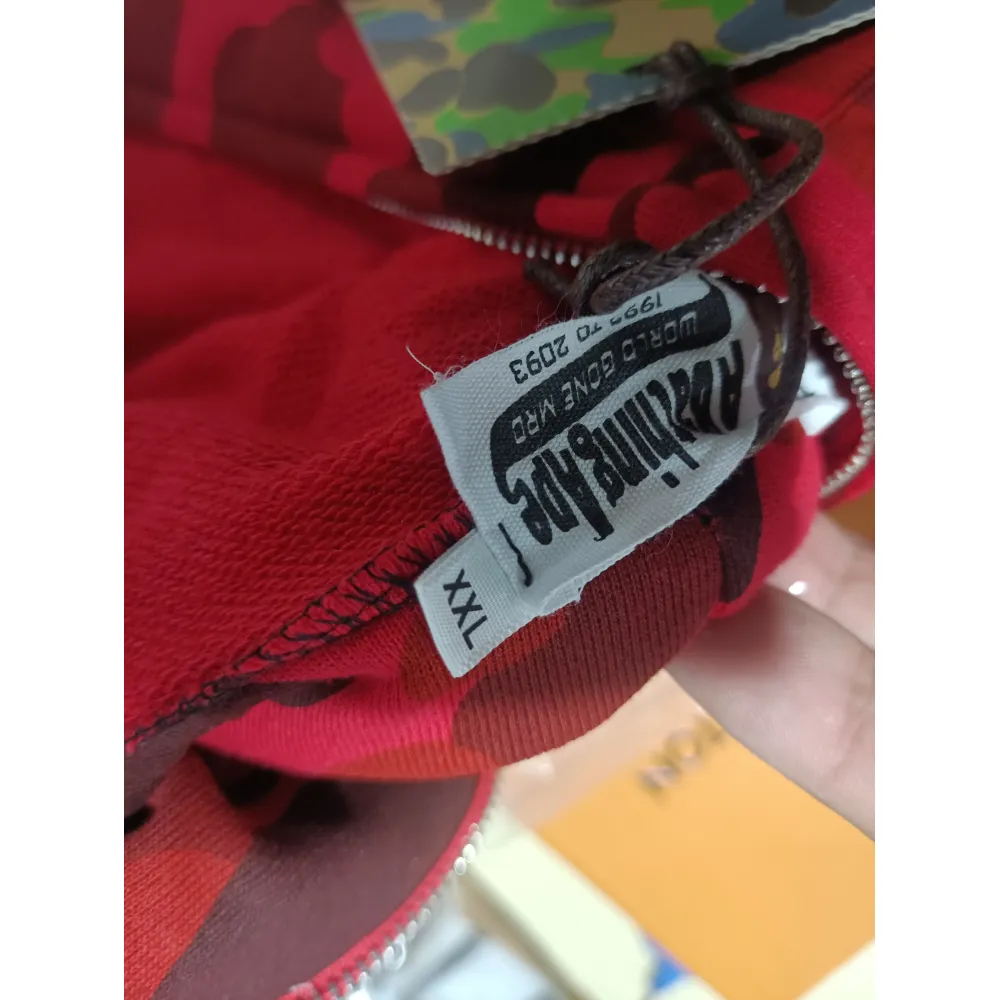 A Bathing Ape
WORLD GONE MAD
1993 TO 2093
XXL